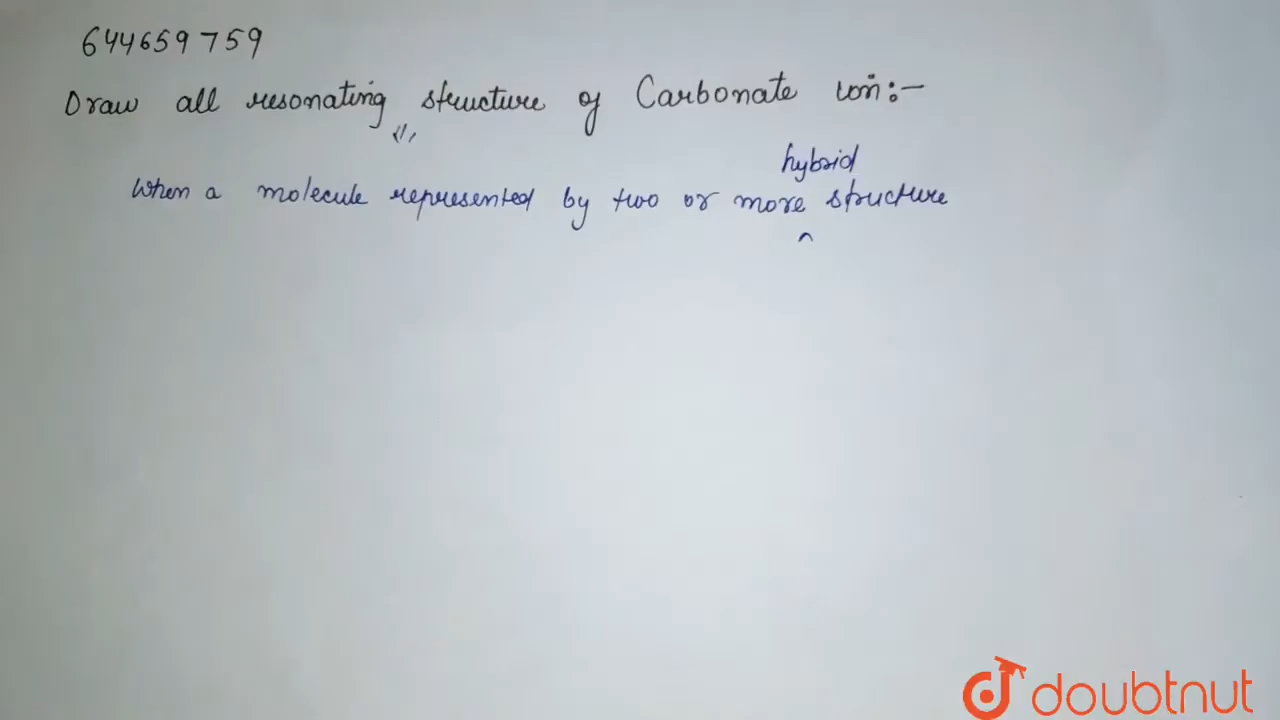 644659759
Draw all resonating structure of Carbonate ion:-
hybrid
When a molecule represented by two or more structure
doubtnut